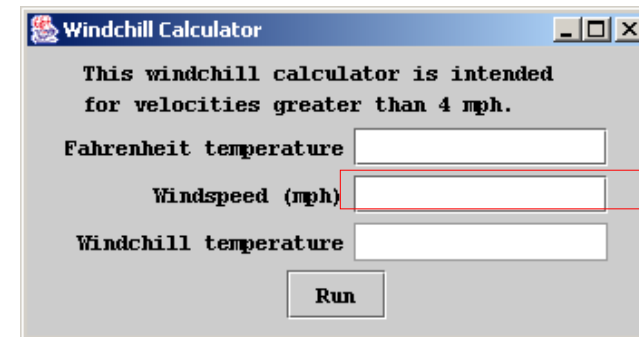 Windchill Calculator
This windchill calculator is intended
for velocities greater than 4 mph.
Fahrenheit temperature
Windspeed (mph)
Windchill temperature
Run